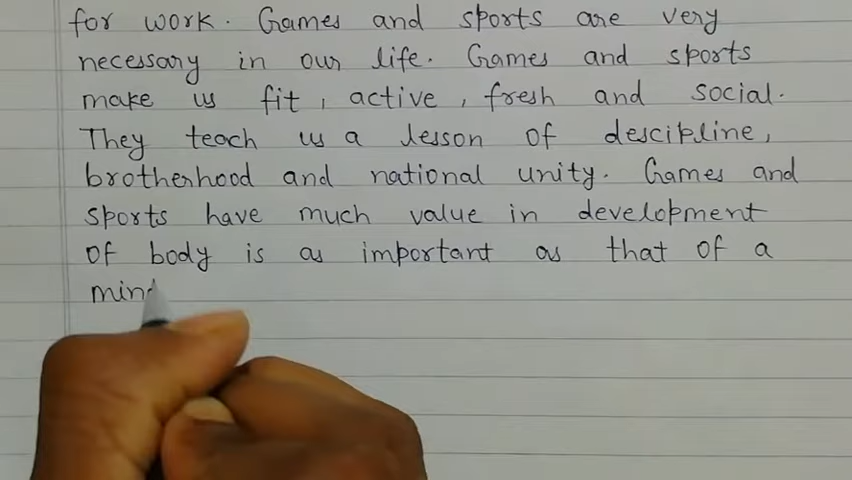 for work. Games and sports are very
necessary in our life. Games and sports
make us fit, active, fresh and social.
They teach us a lesson of descipline,
brotherhood and national unity. Games and
sports have much value in development
of body is as important as that of a
mind